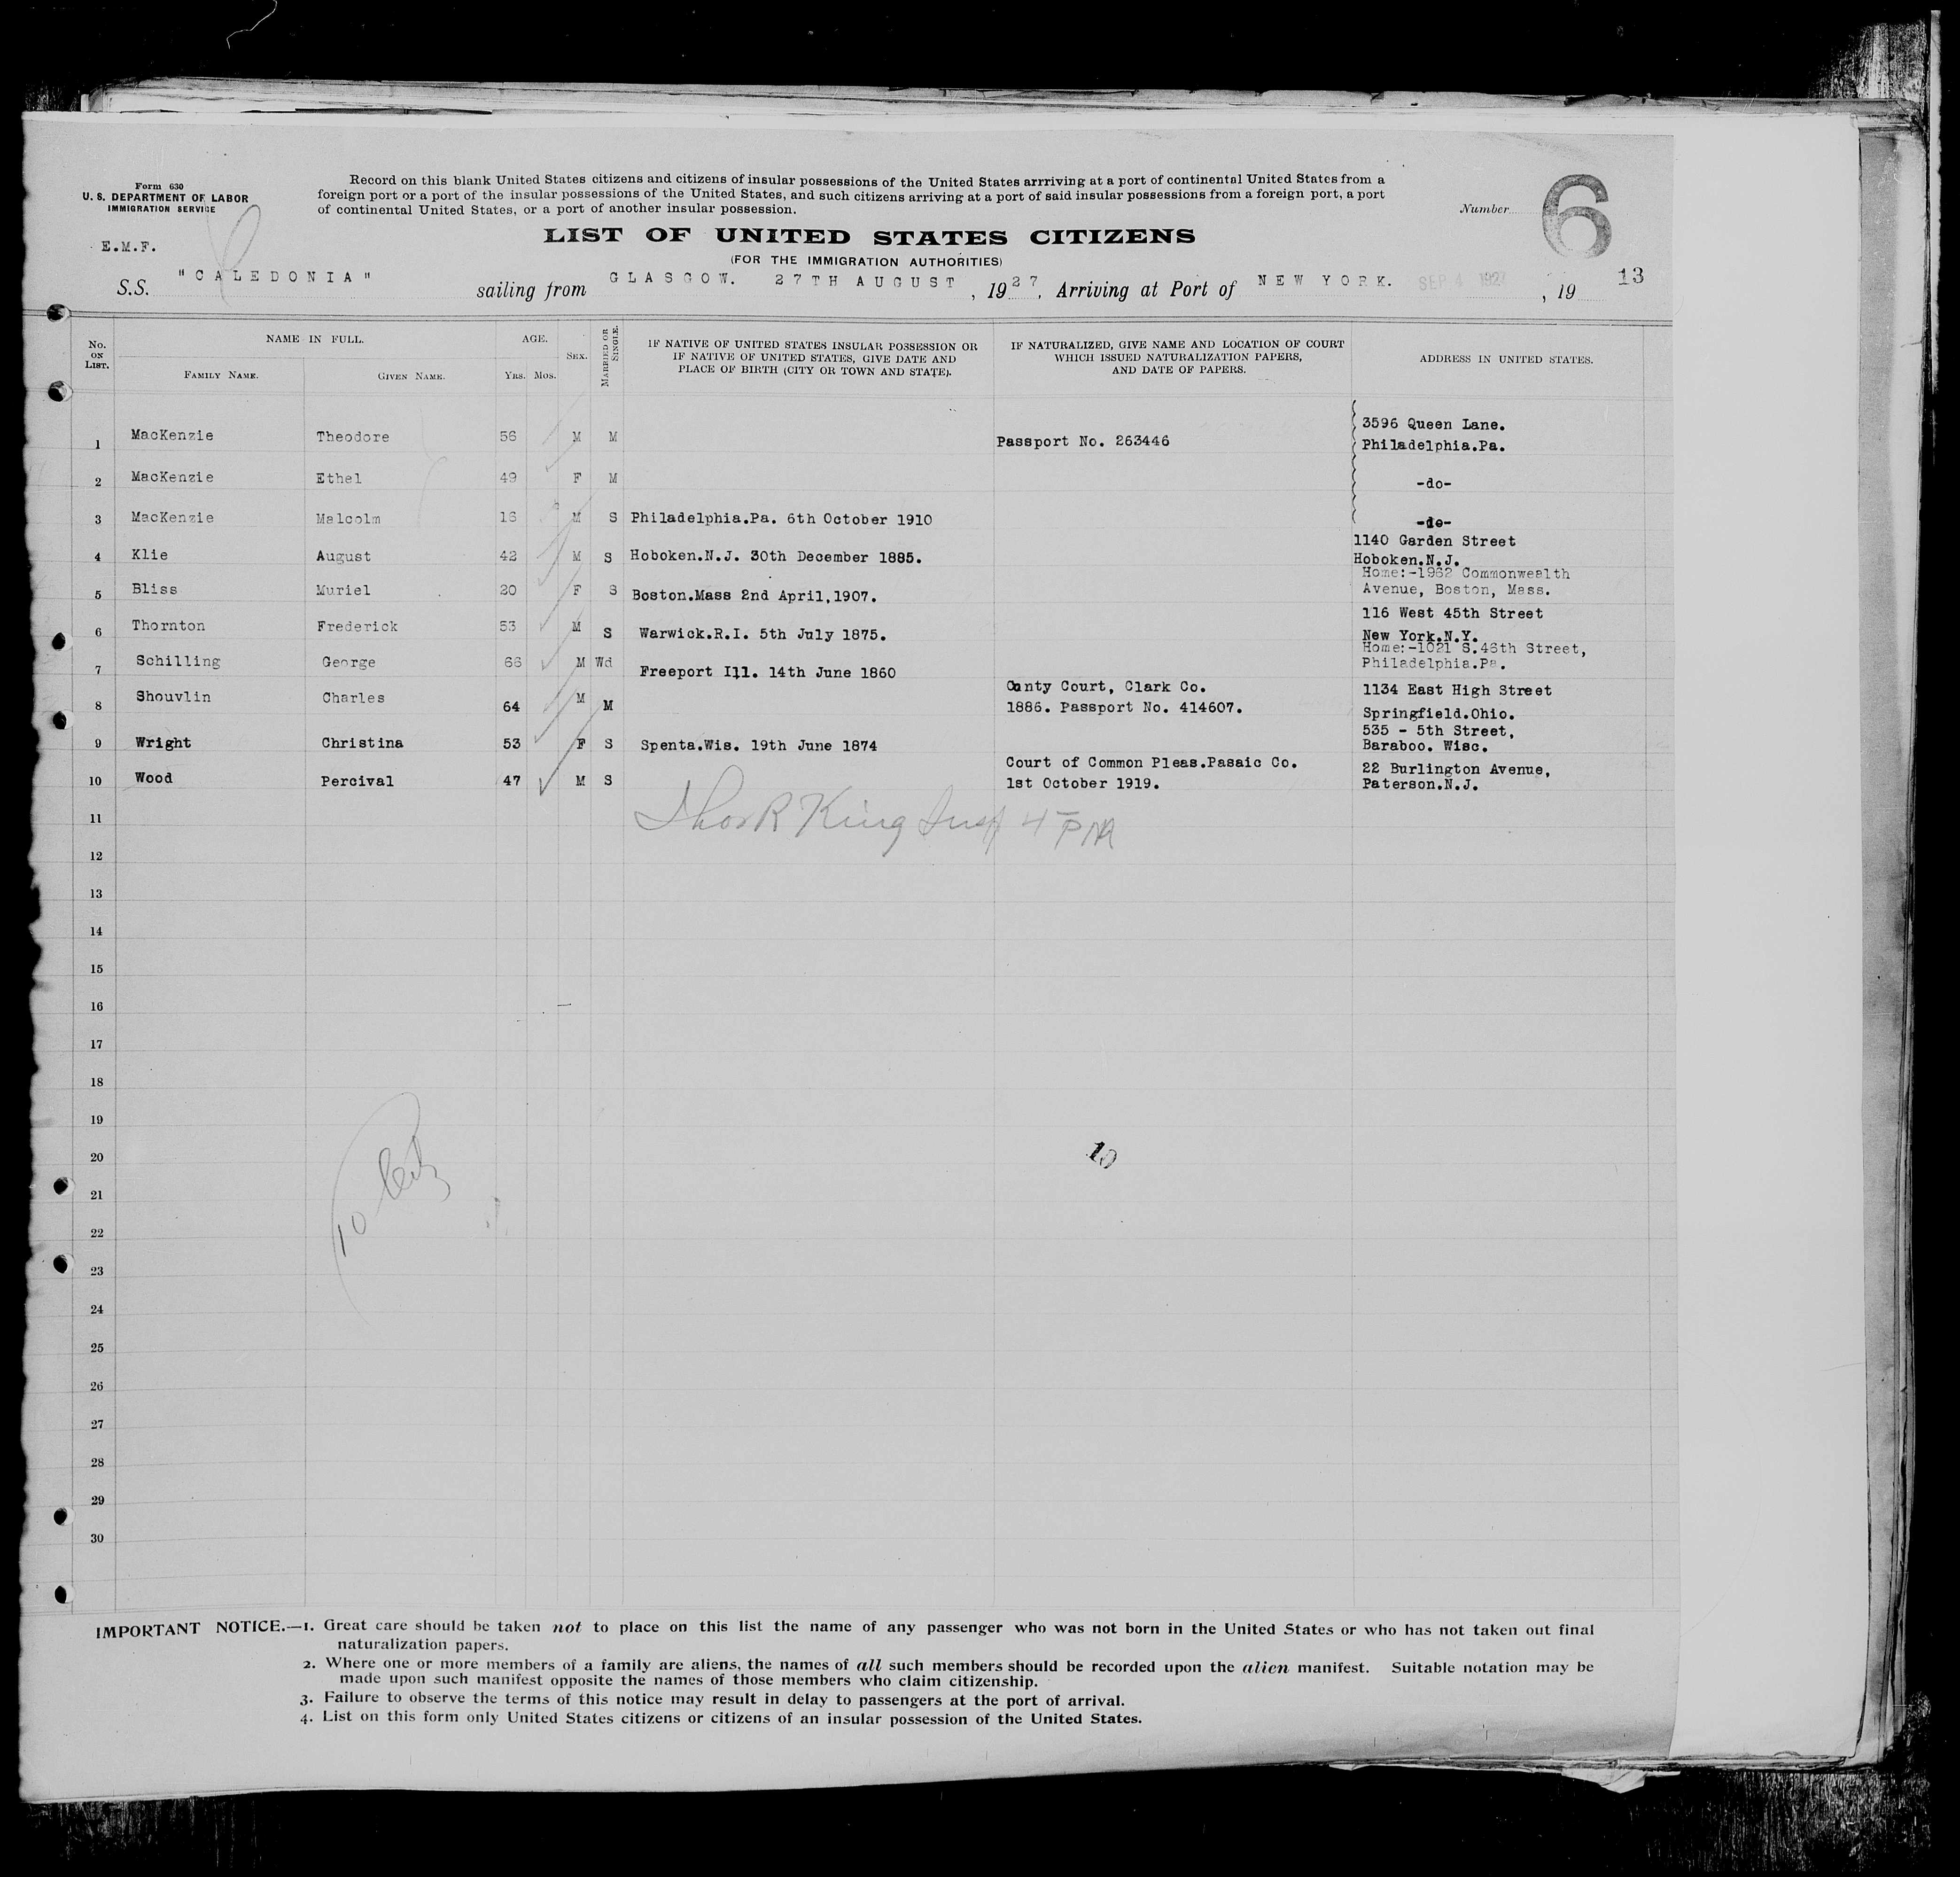 Form 630
U. S. DEPARTMENT OF LABOR
IMMIGRATION SERVICE
Record on this blank United States citizens and citizens of insular possessions of the United States arrriving at a port of continental United States from a
foreign port or a port of the insular possessions of the United States, and such citizens arriving at a port of said insular possessions from a foreign port, a port
of continental United States, or a port of another insular possession.
Number 6
E.M.F.
LIST OF UNITED STATES CITIZENS
(FOR THE IMMIGRATION AUTHORITIES)
S.S. "CALEDONIA" sailing from GLASGOW. 27TH AUGUST, 1927, Arriving at Port of NEW YORK. SEP 4 1927, 19 13
No. ON LIST. NAME IN FULL. FAMILY NAME. GIVEN NAME. AGE. YRS. MOS. SEX. MARRIED OR SINGLE. IF NATIVE OF UNITED STATES INSULAR POSSESSION OR IF NATIVE OF UNITED STATES, GIVE DATE AND PLACE OF BIRTH (CITY OR TOWN AND STATE). IF NATURALIZED, GIVE NAME AND LOCATION OF COURT WHICH ISSUED NATURALIZATION PAPERS, AND DATE OF PAPERS. ADDRESS IN UNITED STATES.
1 MacKenzie Theodore 56 M M Passport No. 263446 3596 Queen Lane.
Philadelphia.Pa.
2 MacKenzie Ethel 49 F M -do-
3 MacKenzie Malcolm 16 M S Philadelphia.Pa. 6th October 1910 -do-
4 Klie August 42 M S Hoboken.N.J. 30th December 1885. 1140 Garden Street
Hoboken.N.J.
5 Bliss Muriel 20 F S Boston.Mass 2nd April,1907. Home:-1962 Commonwealth
Avenue, Boston, Mass.
6 Thornton Frederick 53 M S Warwick.R.I. 5th July 1875. 116 West 45th Street
New York.N.Y.
7 Schilling George 66 M Wd Freeport Ill. 14th June 1860 Home:-1021 S.46th Street,
Philadelphia.Pa.
8 Shouvlin Charles 64 M M Conty Court, Clark Co.
1886. Passport No. 414607. 1134 East High Street
Springfield.Ohio.
9 Wright Christina 53 F S Spenta.Wis. 19th June 1874 535 - 5th Street,
Baraboo. Wisc.
10 Wood Percival 47 M S Court of Common Pleas.Pasaic Co.
1st October 1919. 22 Burlington Avenue,
Paterson.N.J.
11
Thos R King Insp 4 PM
12
13
14
15
16
17
18
19
20
10
21
10 Citz
22
23
24
25
26
27
28
29
30
IMPORTANT NOTICE.—1. Great care should be taken not to place on this list the name of any passenger who was not born in the United States or who has not taken out final
naturalization papers.
2. Where one or more members of a family are aliens, the names of all such members should be recorded upon the alien manifest. Suitable notation may be
made upon such manifest opposite the names of those members who claim citizenship.
3. Failure to observe the terms of this notice may result in delay to passengers at the port of arrival.
4. List on this form only United States citizens or citizens of an insular possession of the United States.